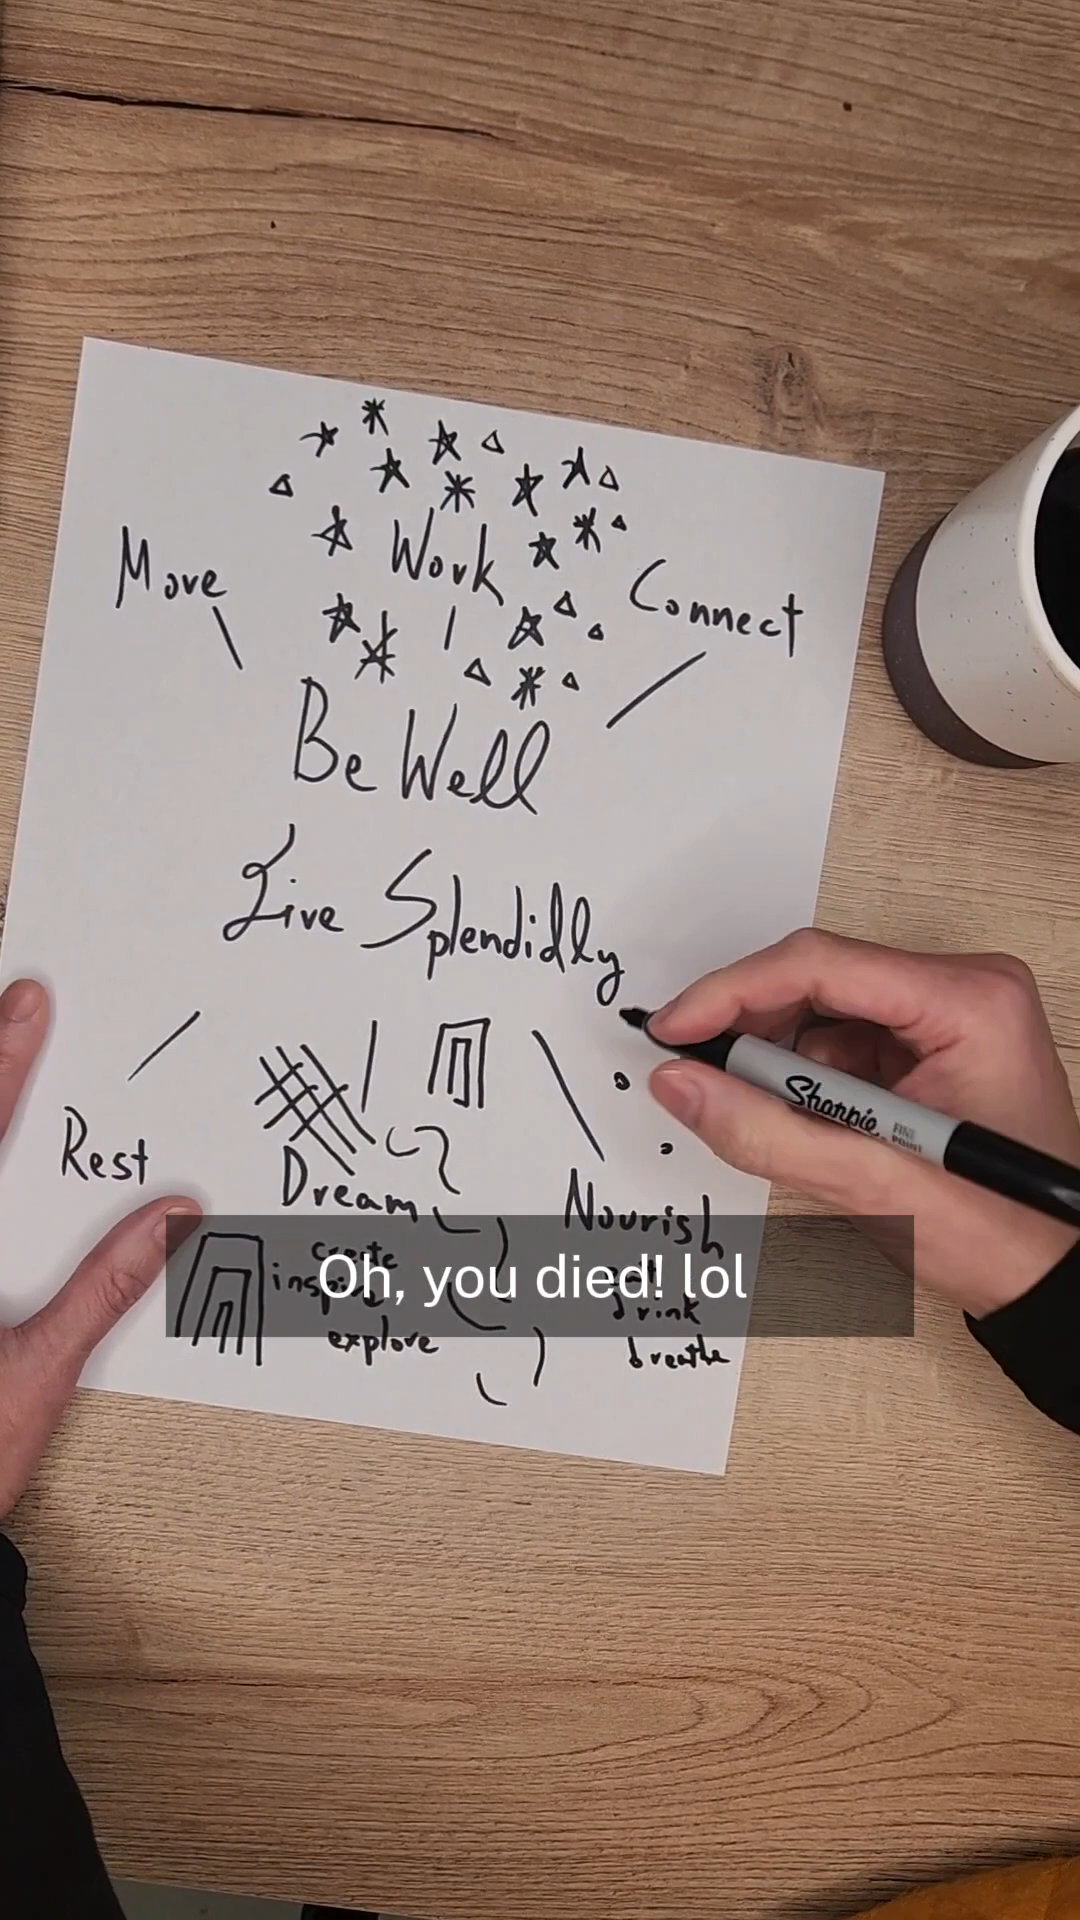 Work
Move
Connect
Be Well
Live Splendidly
Sharpie
FINE
POINT
Rest
Dream
Nourish
create
inspire
explore
drink
breathe
Oh, you died! lol